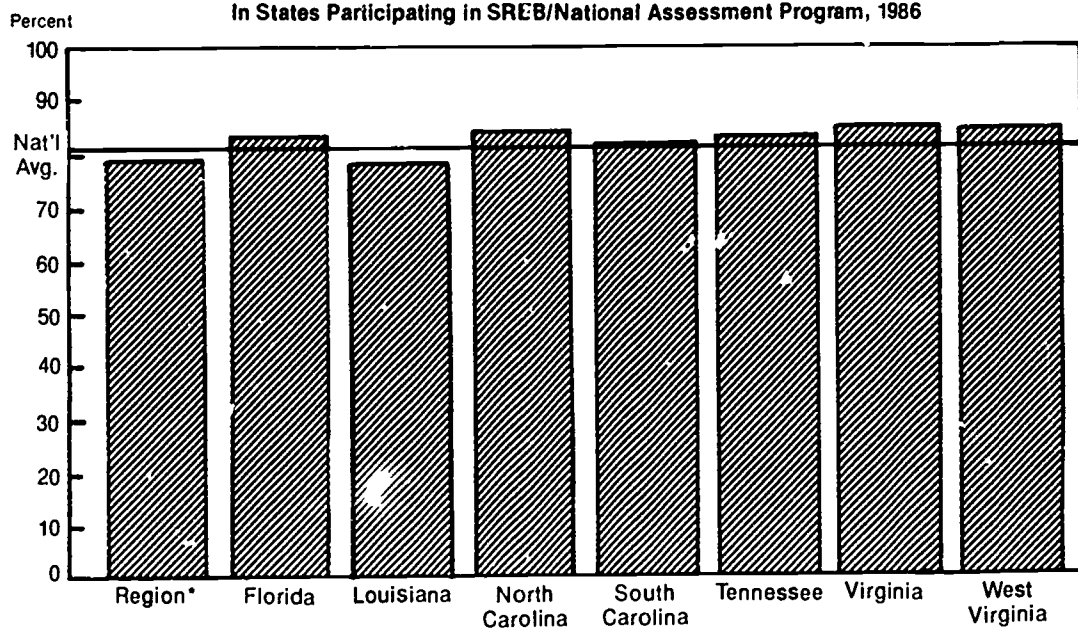 In States Participating in SREB/National Assessment Program, 1986
Percent
100
90
Nat'l
Avg.
70
60
50
40
30
20
10
0
Region*
Florida
Louisiana
North
Carolina
South
Carolina
Tennessee
Virginia
West
Virginia